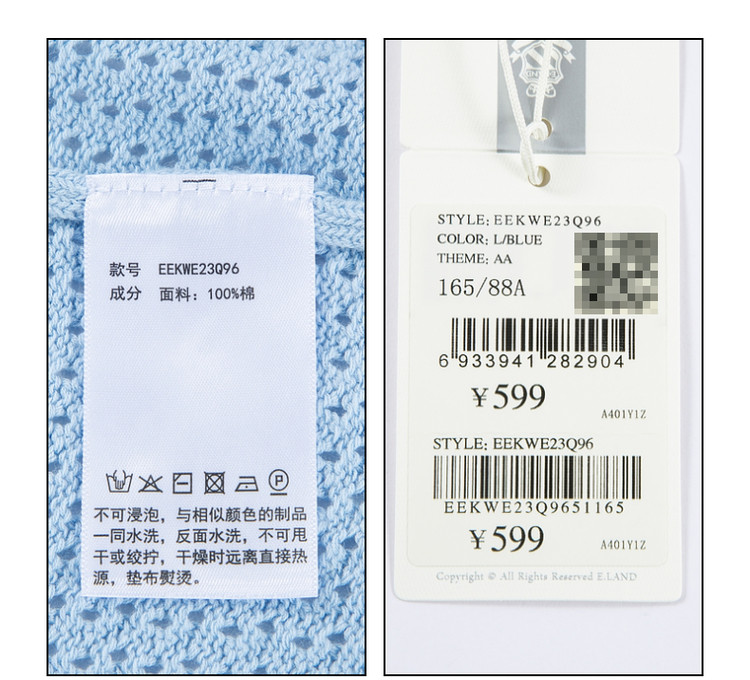 款号 EEKWE23Q96
成分 面料：100%棉
P
不可浸泡，与相似颜色的制品
一同水洗，反面水洗，不可甩
干或绞拧，干燥时远离直接热
源，垫布熨烫。
STYLE: EEKWE23Q96
COLOR: L/BLUE
THEME: AA
165/88A
6 933941 282904
¥599
A401Y1Z
STYLE: EEKWE23Q96
EEKWE23Q9651165
¥599
A401Y1Z
Copyright © All Rights Reserved E.LAND